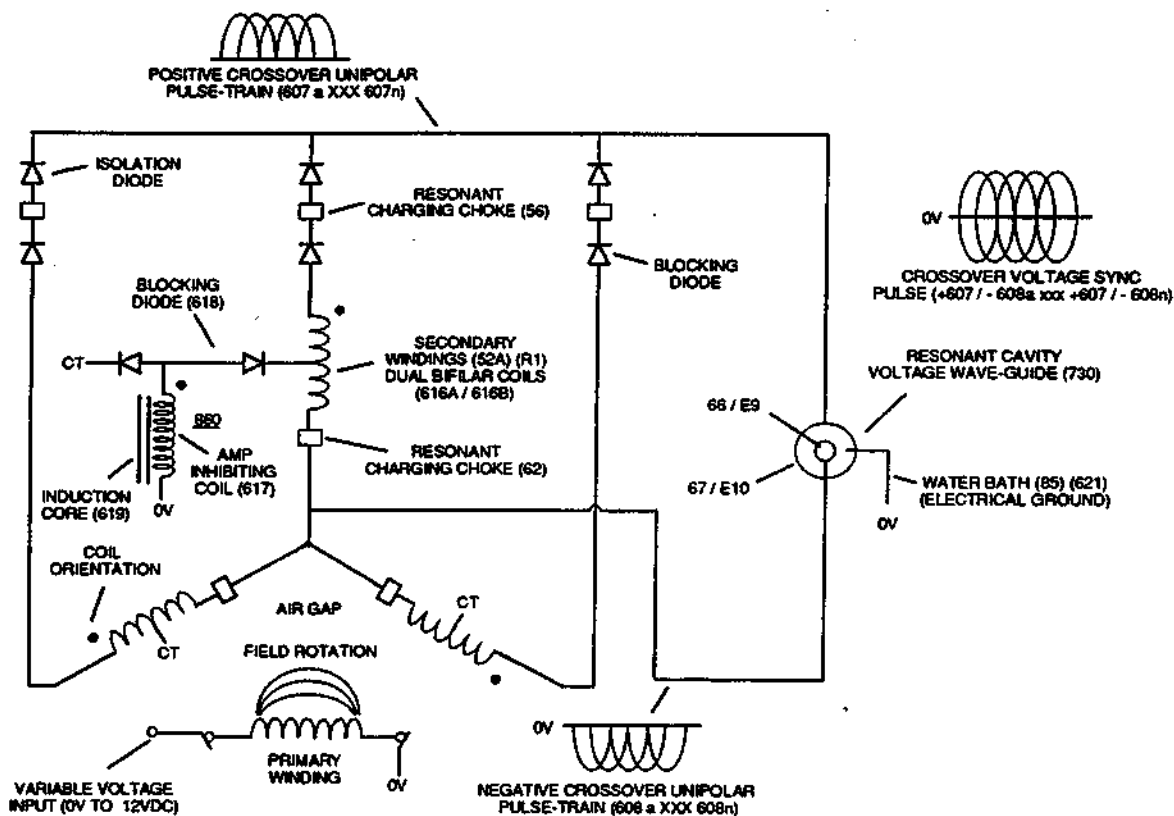 POSITIVE CROSSOVER UNIPOLAR
PULSE-TRAIN (607 a XXX 607n)
ISOLATION
DIODE
RESONANT
CHARGING CHOKE (56)
BLOCKING
DIODE
0V
CROSSOVER VOLTAGE SYNC
PULSE (+607 / - 608a xxx +607 / - 608n)
BLOCKING
DIODE (618)
CT
SECONDARY
WINDINGS (52A) (R1)
DUAL BIFILAR COILS
(616A / 616B)
RESONANT CAVITY
VOLTAGE WAVE-GUIDE (730)
66 / E9
860
AMP
INHIBITING
COIL (617)
RESONANT
CHARGING CHOKE (62)
67 / E10
WATER BATH (85) (621)
(ELECTRICAL GROUND)
INDUCTION
CORE (619)
0V
0V
COIL
ORIENTATION
AIR GAP
CT
CT
FIELD ROTATION
PRIMARY
WINDING
0V
0V
VARIABLE VOLTAGE
INPUT (0V TO 12VDC)
NEGATIVE CROSSOVER UNIPOLAR
PULSE-TRAIN (608 a XXX 608n)